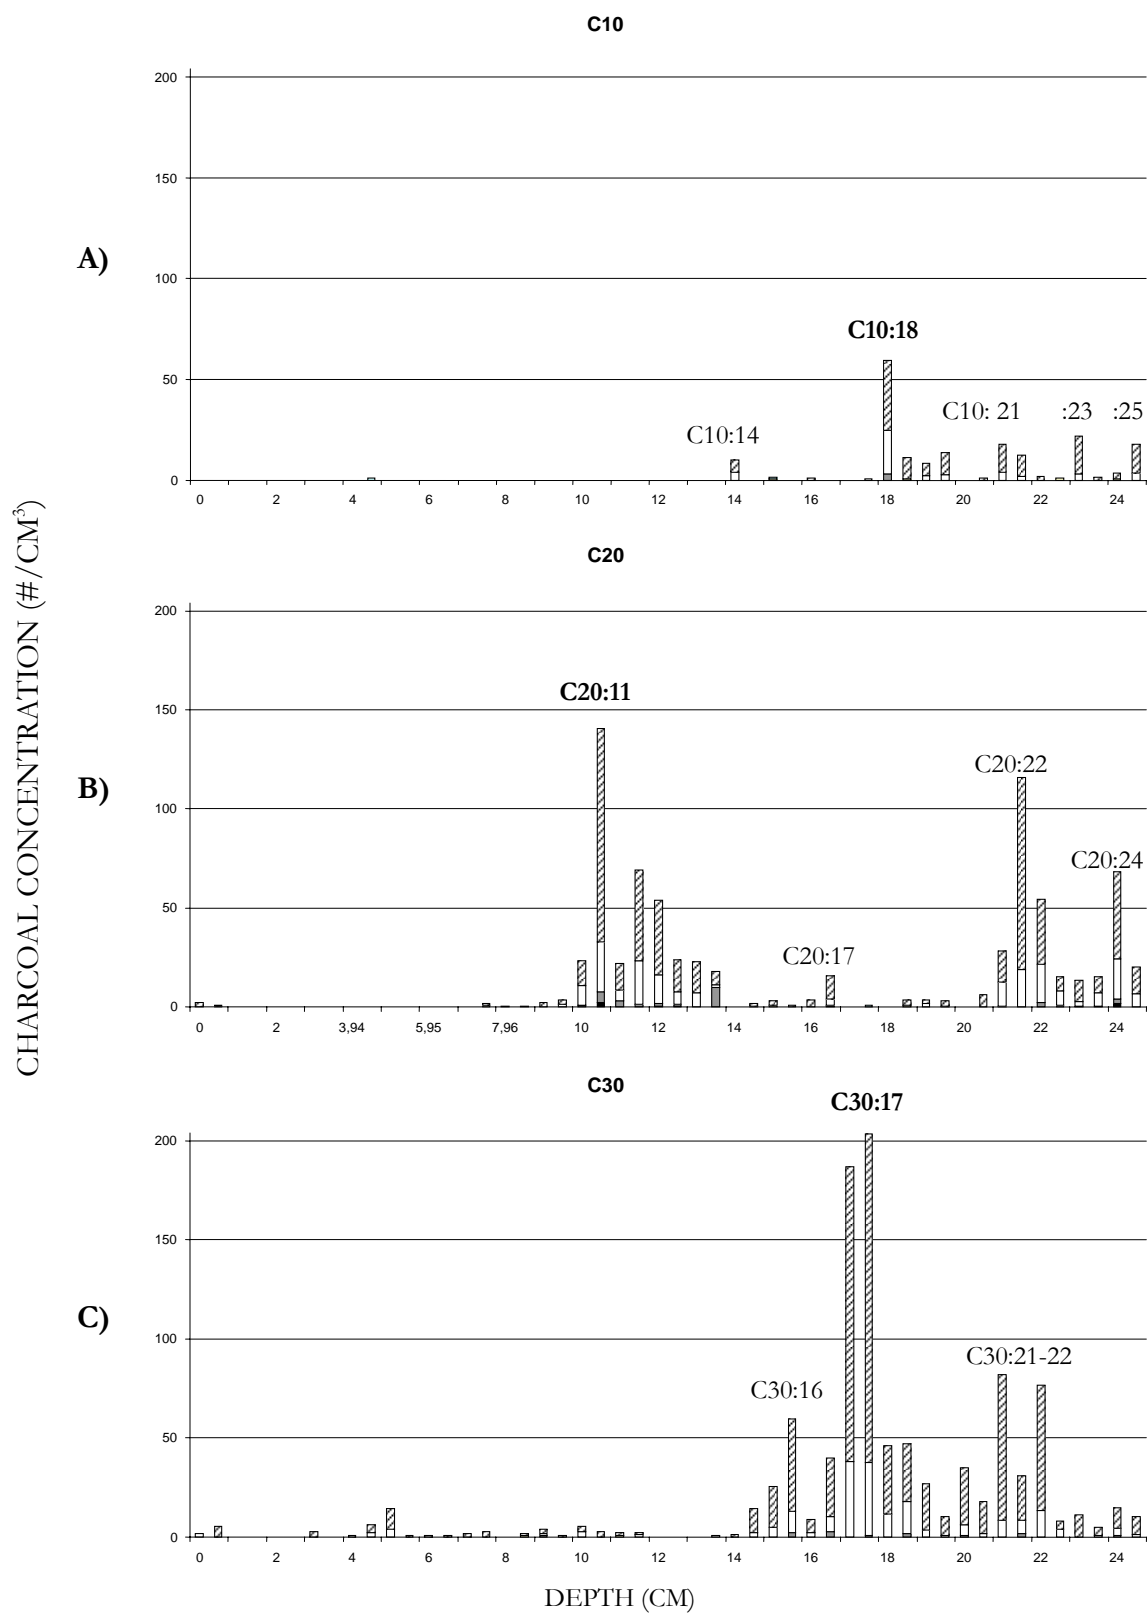 C10
200
150
100
50
0
A)
C10:18
C10:14
C10: 21 :23 :25
0 2 4 6 8 10 12 14 16 18 20 22 24
CHARCOAL CONCENTRATION (#/CM³)
C20
200
150
100
50
0
B)
C20:11
C20:22
C20:24
C20:17
0 2 3,94 5,95 7,96 10 12 14 16 18 20 22 24
C30
C30:17
200
150
100
50
0
C)
C30:21-22
C30:16
0 2 4 6 8 10 12 14 16 18 20 22 24
DEPTH (CM)